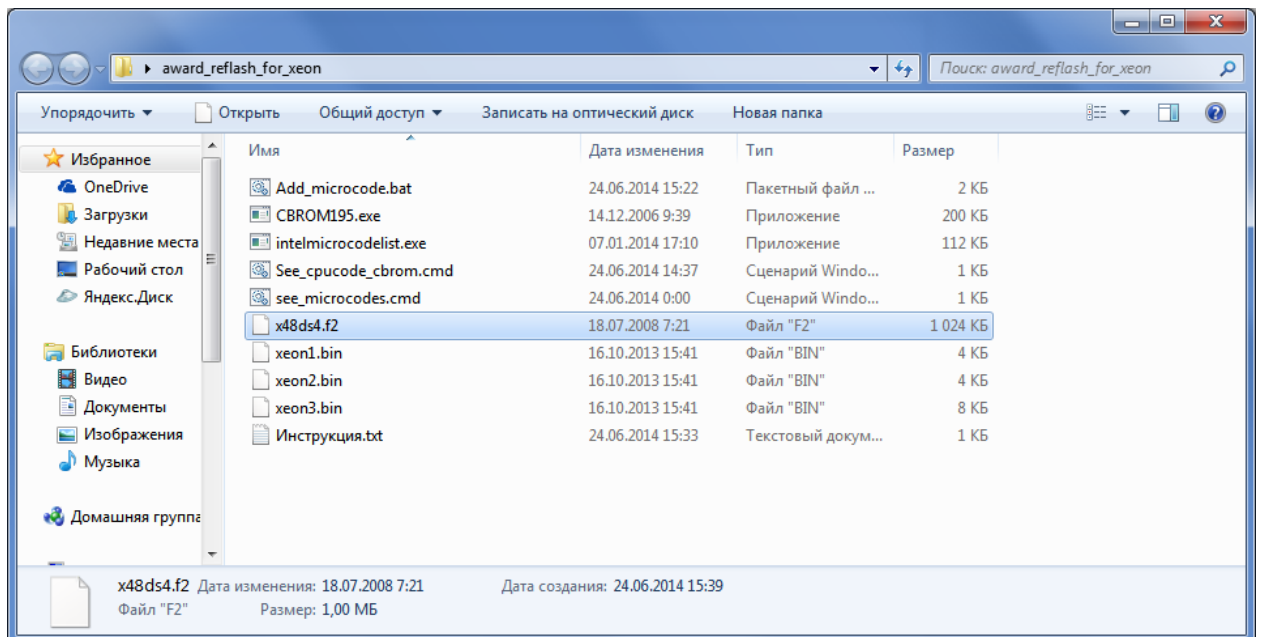 award_reflash_for_xeon
Поиск: award_reflash_for_xeon
Упорядочить Открыть Общий доступ Записать на оптический диск Новая папка
Избранное
OneDrive
Загрузки
Недавние места
Рабочий стол
Яндекс.Диск
Библиотеки
Видео
Документы
Изображения
Музыка
Домашняя группа
Имя Дата изменения Тип Размер
Add_microcode.bat 24.06.2014 15:22 Пакетный файл ... 2 КБ
CBROM195.exe 14.12.2006 9:39 Приложение 200 КБ
intelmicrocodelist.exe 07.01.2014 17:10 Приложение 112 КБ
See_cpucode_cbrom.cmd 24.06.2014 14:37 Сценарий Windo... 1 КБ
see_microcodes.cmd 24.06.2014 0:00 Сценарий Windo... 1 КБ
x48ds4.f2 18.07.2008 7:21 Файл "F2" 1 024 КБ
xeon1.bin 16.10.2013 15:41 Файл "BIN" 4 КБ
xeon2.bin 16.10.2013 15:41 Файл "BIN" 4 КБ
xeon3.bin 16.10.2013 15:41 Файл "BIN" 8 КБ
Инструкция.txt 24.06.2014 15:33 Текстовый докум... 1 КБ
x48ds4.f2 Дата изменения: 18.07.2008 7:21 Дата создания: 24.06.2014 15:39
Файл "F2" Размер: 1,00 МБ